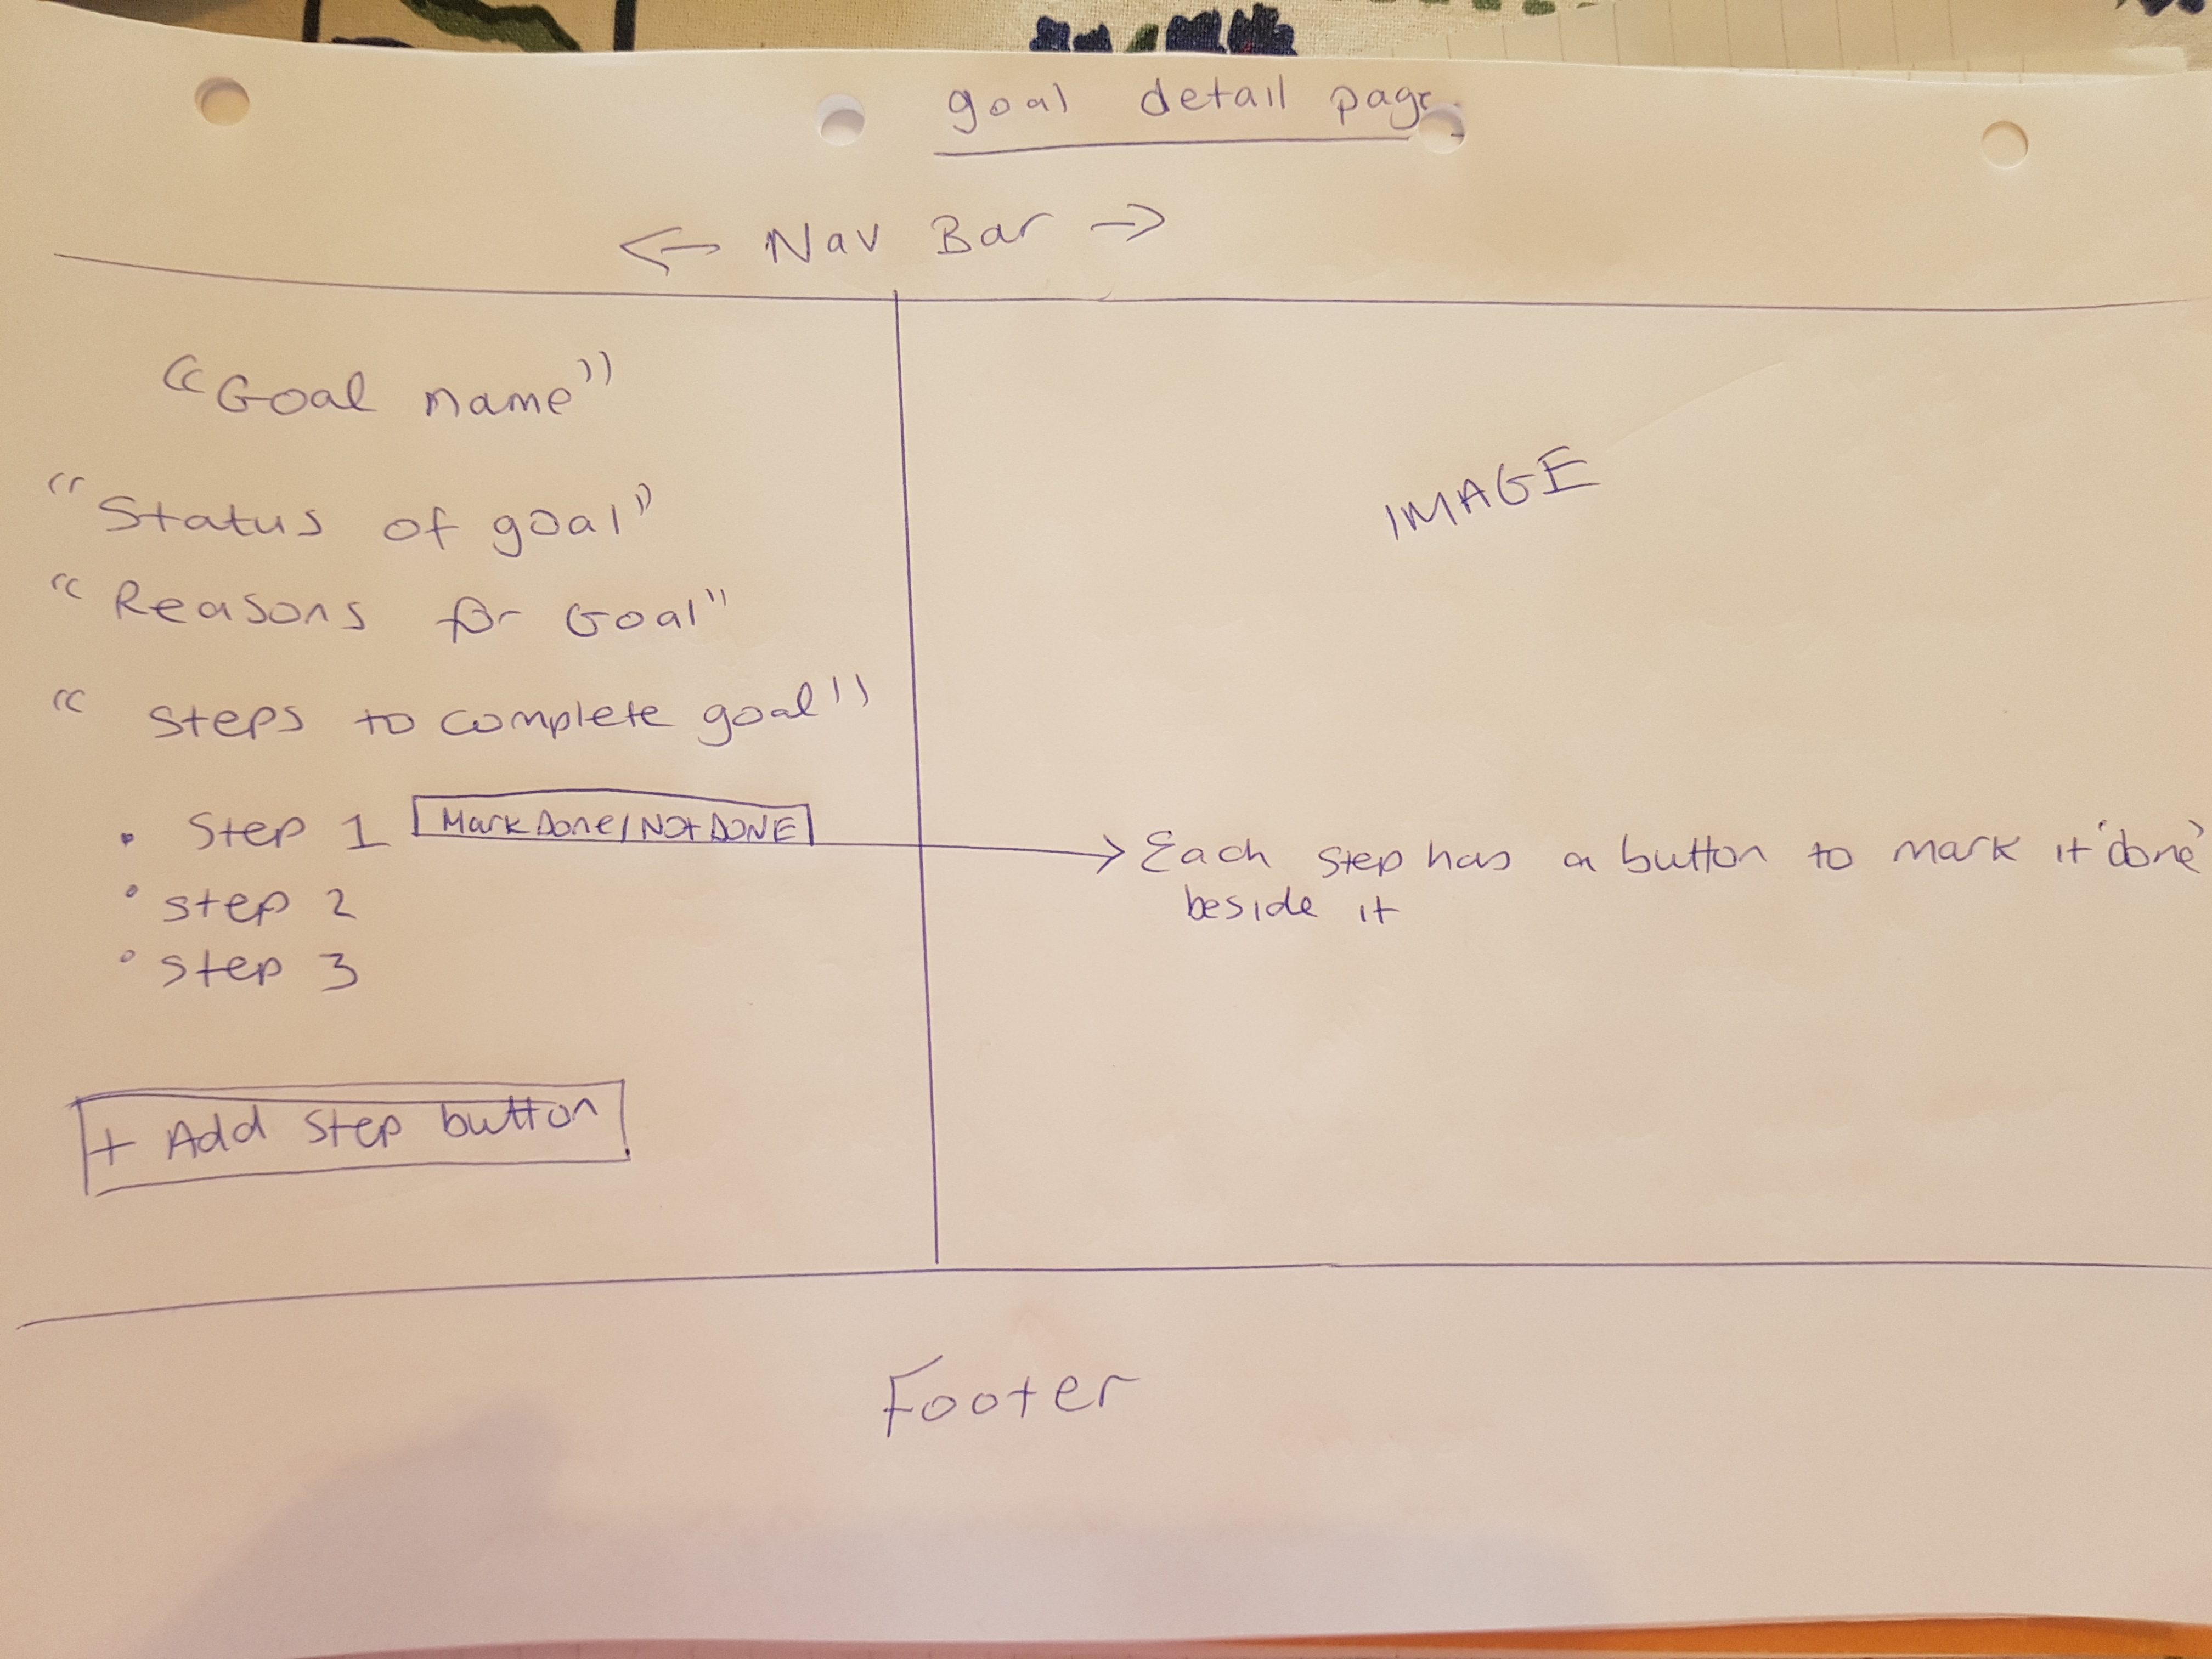 goal detail page
← Nav Bar →
"Goal name"
"Status of goal"
"Reasons for Goal"
" Steps to complete goal"
IMAGE
• Step 1 Mark Done/Not DONE → Each step has a button to mark it 'done'
beside it
• Step 2
• Step 3
+ Add Step button
Footer